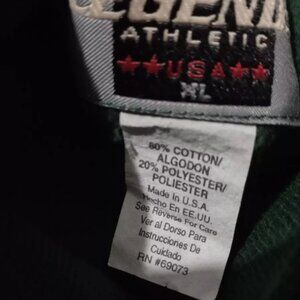 LEGEND
ATHLETIC
★★USA★★
XL
80% COTTON/
ALGODON
20% POLYESTER/
POLIESTER
Made in U.S.A.
Hecho En EE.UU.
See Reverse For Care
Ver al Dorso Para
Instrucciones De
Cuidado
RN #69073